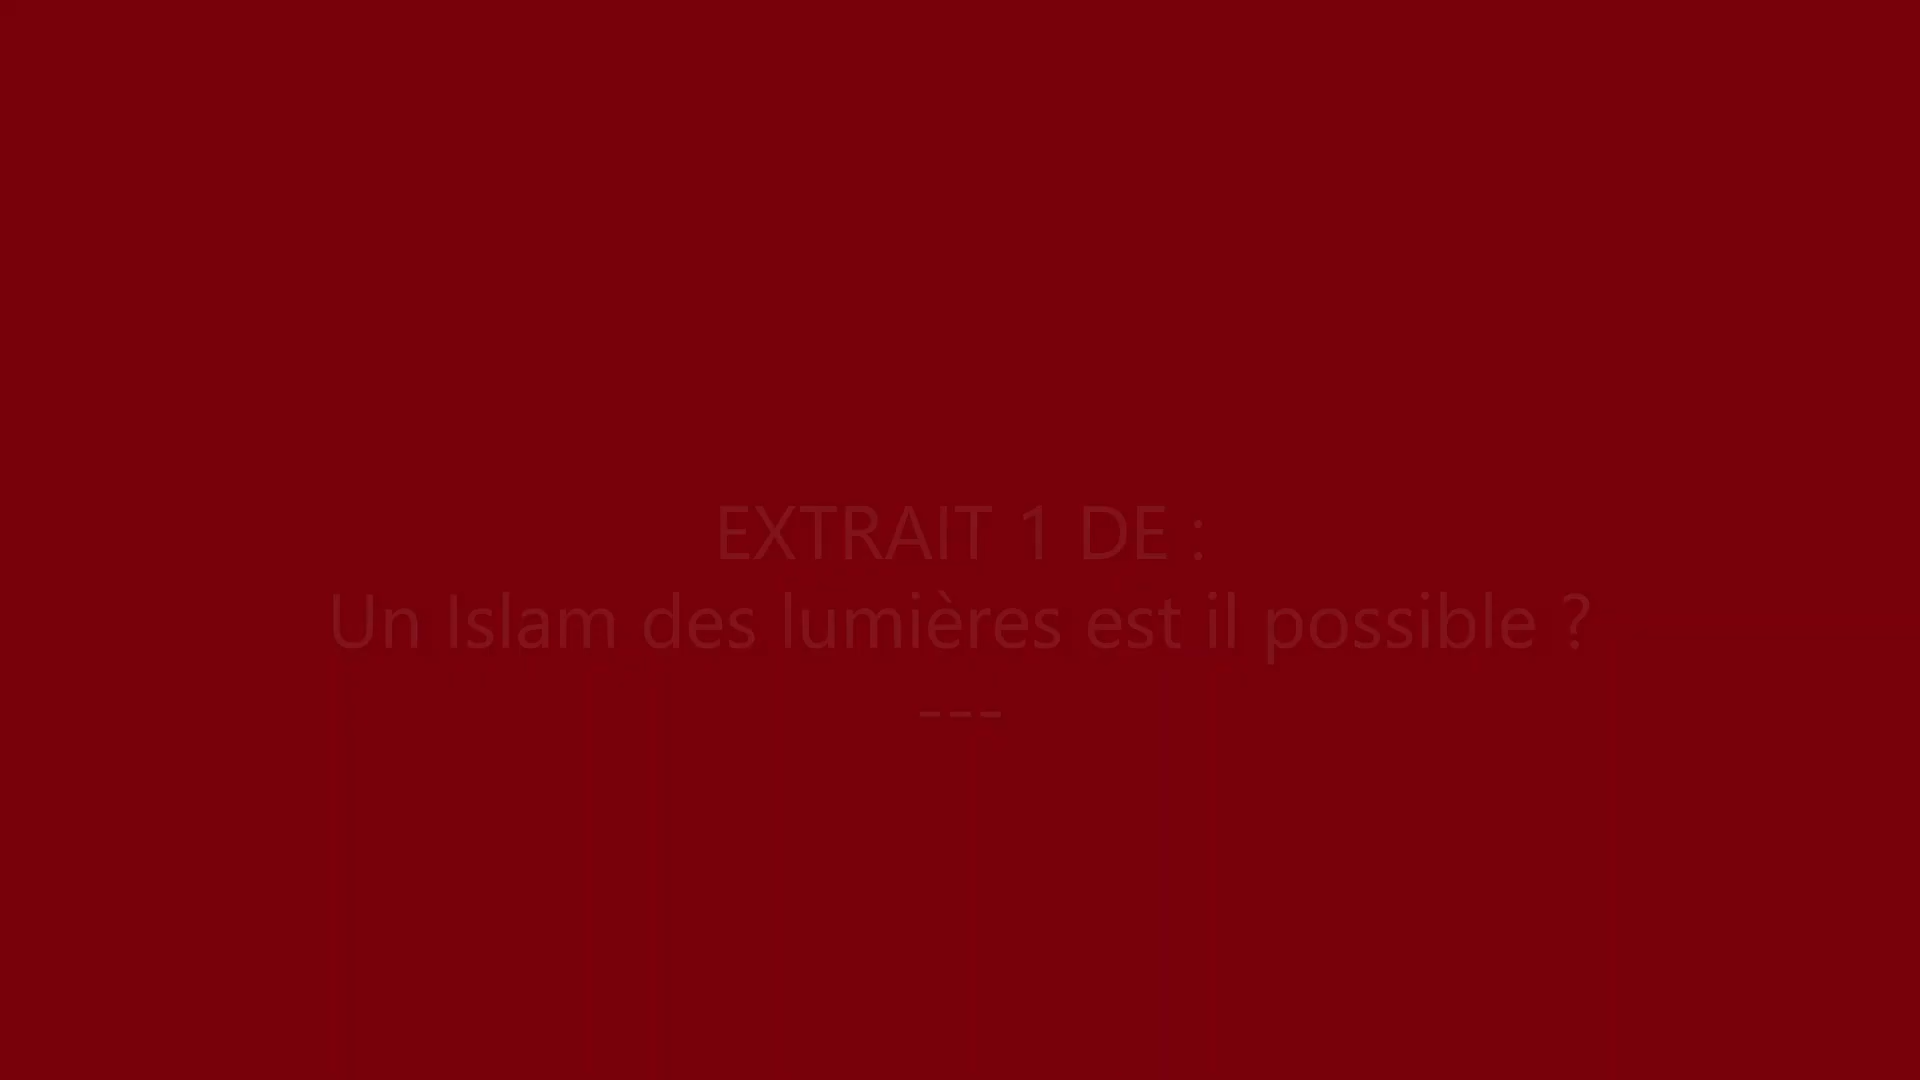 EXTRAIT 1 DE :
Un Islam des lumières est il possible ?
---